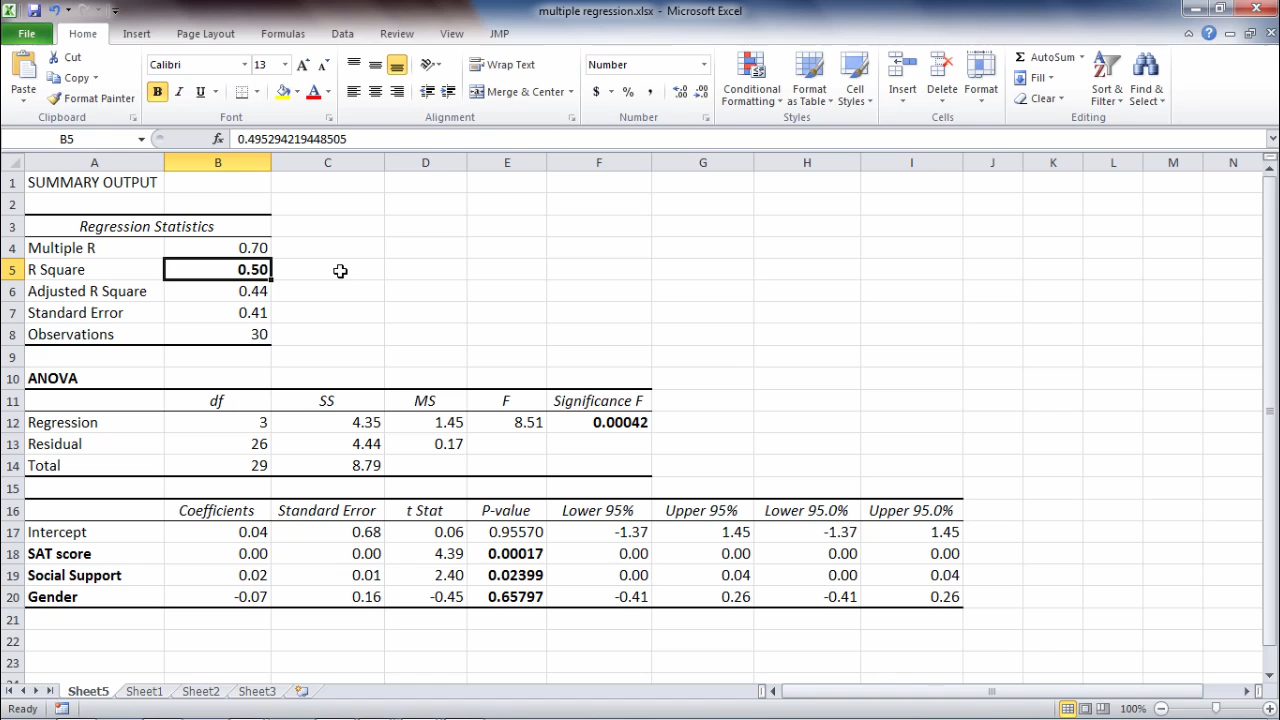 multiple regression.xlsx - Microsoft Excel
File Home Insert Page Layout Formulas Data Review View JMP
Paste Cut Copy Format Painter Clipboard
Calibri 13 B I U A Font
Wrap Text Merge & Center Alignment
Number $ % , Number
Conditional Formatting Format as Table Cell Styles Styles
Insert Delete Format Cells
Σ AutoSum Fill Clear Sort & Filter Find & Select Editing
B5 fx 0.495294219448505
A B C D E F G H I J K L M N
1 SUMMARY OUTPUT
2
3 Regression Statistics
4 Multiple R 0.70
5 R Square 0.50
6 Adjusted R Square 0.44
7 Standard Error 0.41
8 Observations 30
9
10 ANOVA
11 df SS MS F Significance F
12 Regression 3 4.35 1.45 8.51 0.00042
13 Residual 26 4.44 0.17
14 Total 29 8.79
15
16 Coefficients Standard Error t Stat P-value Lower 95% Upper 95% Lower 95.0% Upper 95.0%
17 Intercept 0.04 0.68 0.06 0.95570 -1.37 1.45 -1.37 1.45
18 SAT score 0.00 0.00 4.39 0.00017 0.00 0.00 0.00 0.00
19 Social Support 0.02 0.01 2.40 0.02399 0.00 0.04 0.00 0.04
20 Gender -0.07 0.16 -0.45 0.65797 -0.41 0.26 -0.41 0.26
21
22
23
Sheet5 Sheet1 Sheet2 Sheet3
Ready 100%